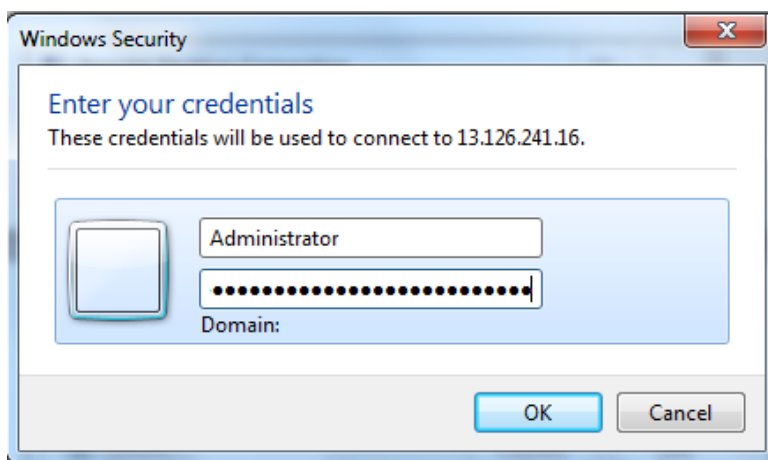 Windows Security
Enter your credentials
These credentials will be used to connect to 13.126.241.16.
Administrator
●●●●●●●●●●●●●●●●●●●●●●●●●●
Domain:
OK
Cancel